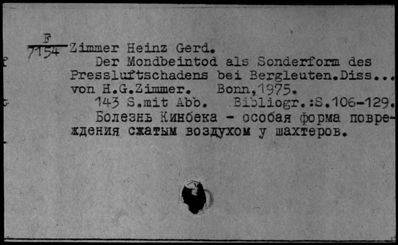 F
7154 Zimmer Heinz Gerd.
Der Mondbeintod als Sonderform des
Pressluftschadens bei Bergleuten.Diss...
von H.G.Zimmer. Bonn,1975.
143 S.mit Abb. Bibliogr.:S.106-129.
Болезнь Кинбека - особая форма повре-
ждения сжатым воздухом у шахтеров.